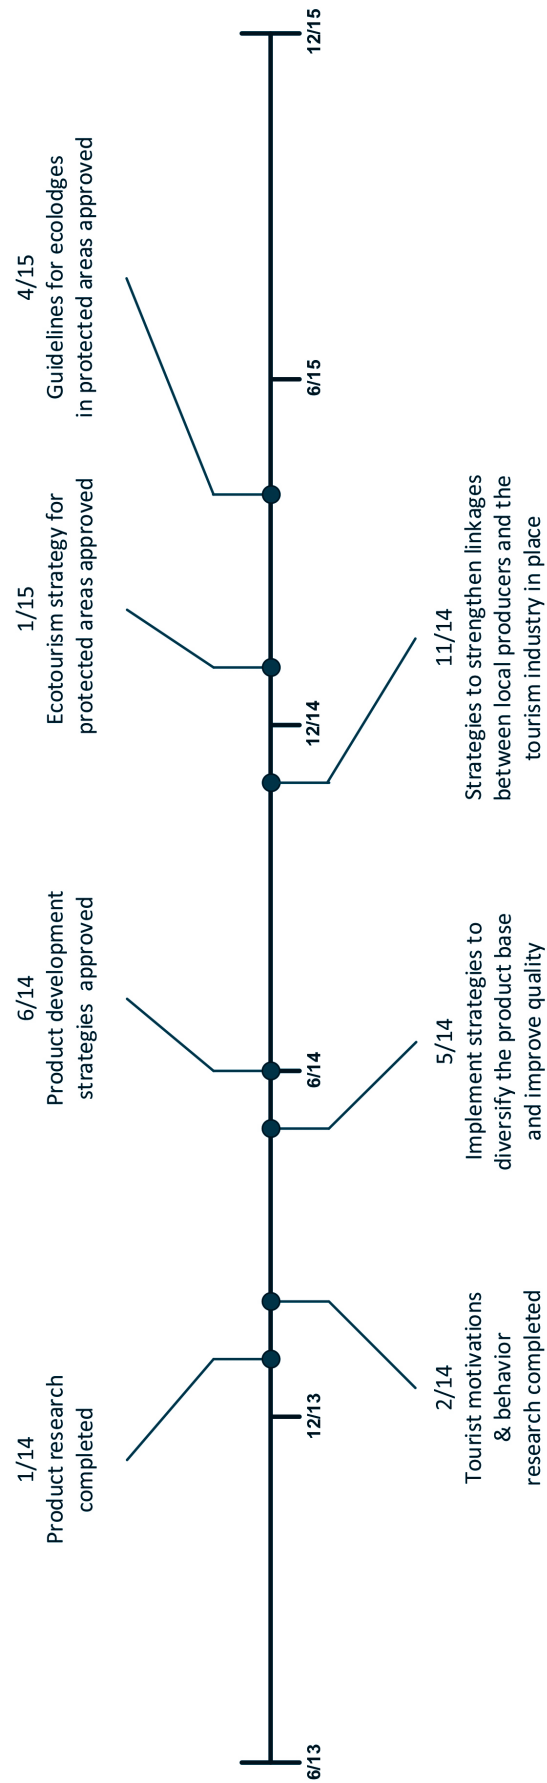 1/14
Product research
completed
6/14
Product development
strategies approved
1/15
Ecotourism strategy for
protected areas approved
4/15
Guidelines for ecolodges
in protected areas approved
6/13
12/13
6/14
12/14
6/15
12/15
2/14
Tourist motivations
& behavior
research completed
5/14
Implement strategies to
diversify the product base
and improve quality
11/14
Strategies to strengthen linkages
between local producers and the
tourism industry in place